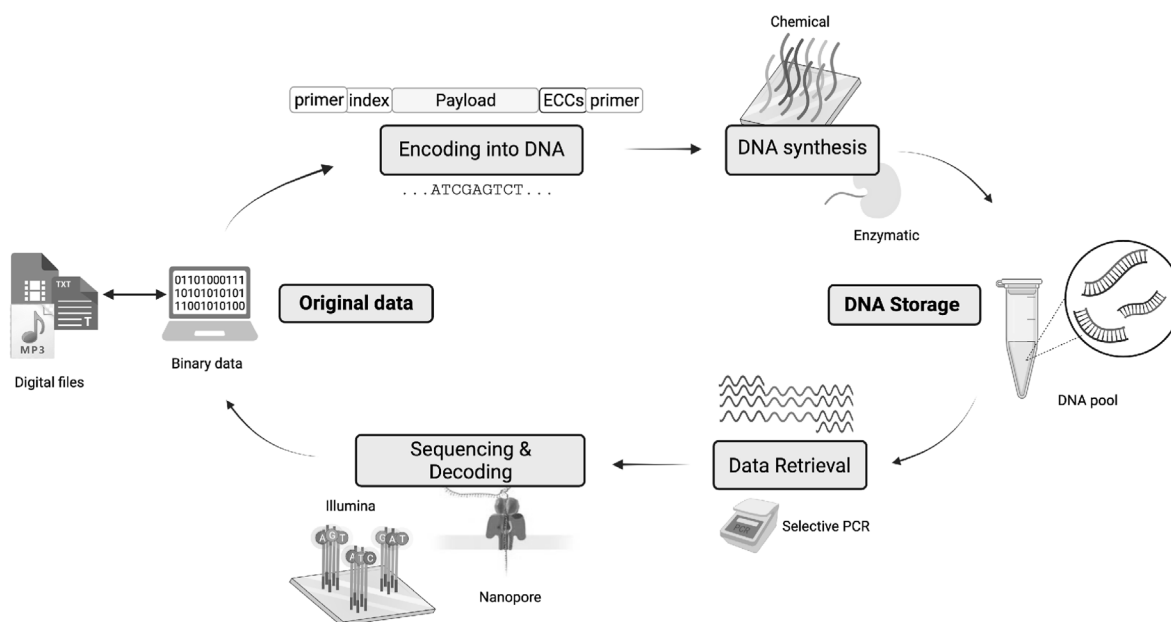 Chemical
primer index Payload ECCs primer
Encoding into DNA
...ATCGAGTCT...
DNA synthesis
Enzymatic
TXT
T
MP3
Digital files
01101000111
10101010101
11001010100
Binary data
Original data
DNA Storage
DNA pool
Data Retrieval
PCR
Selective PCR
Sequencing &
Decoding
Illumina
A G T
G A T
A T C
Nanopore